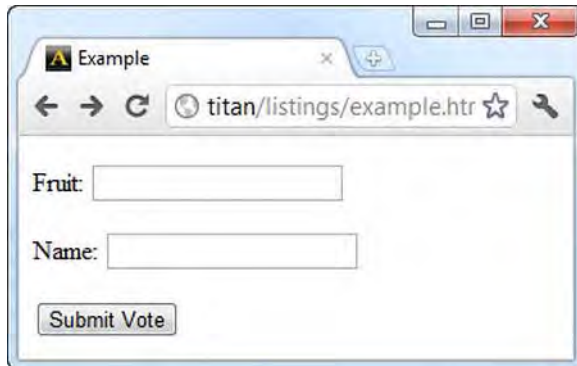 Example
titan/listings/example.htr
Fruit:
Name:
Submit Vote